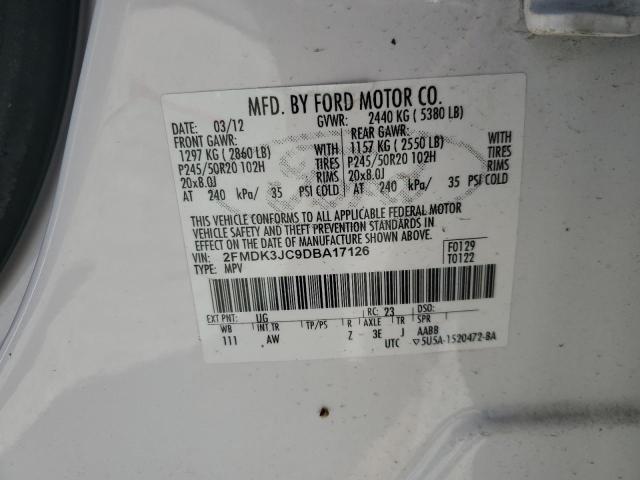 MFD. BY FORD MOTOR CO.
DATE: 03/12 GVWR: 2440 KG ( 5380 LB)
FRONT GAWR: REAR GAWR:
1297 KG ( 2860 LB) WITH 1157 KG ( 2550 LB) WITH
P245/50R20 102H TIRES P245/50R20 102H TIRES
20x8.0J RIMS 20x8.0J RIMS
AT 240 kPa/ 35 PSI COLD AT 240 kPa/ 35 PSI COLD
THIS VEHICLE CONFORMS TO ALL APPLICABLE FEDERAL MOTOR
VEHICLE SAFETY AND THEFT PREVENTION STANDARDS IN
EFFECT ON THE DATE OF MANUFACTURE SHOWN ABOVE.
VIN: 2FMDK3JC9DBA17126 F0129
TYPE: MPV T0122
EXT PNT: UG RC: 23
WB INT TR TP/PS R AXLE TR SPR
111 AW Z 3E J AABB
UTC ▽5U5A-1520472-BA